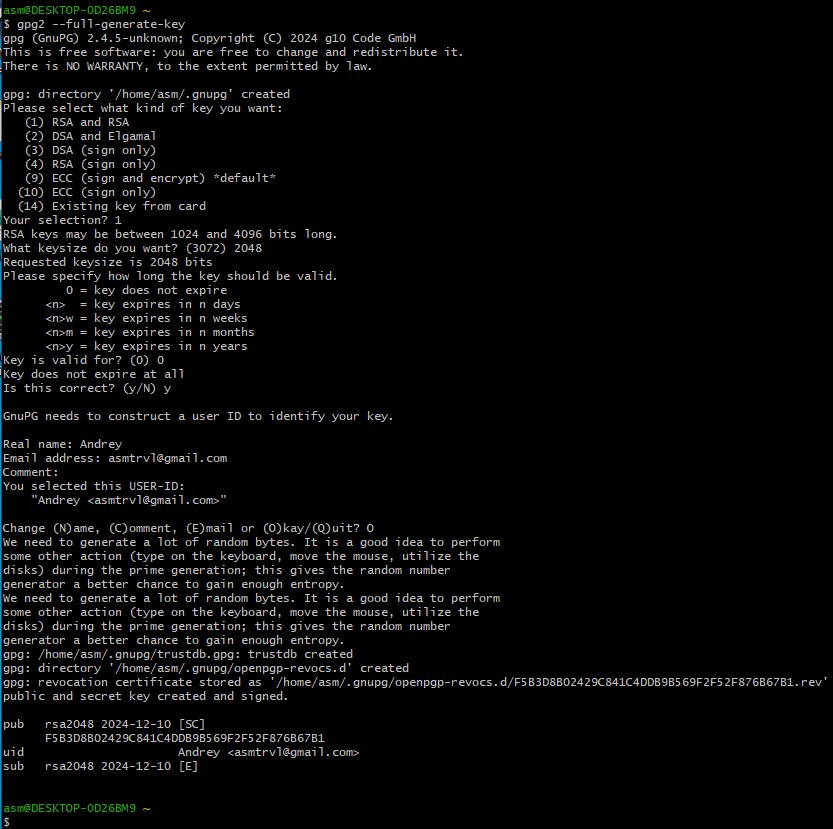 asm@DESKTOP-OD26BM9 ~
$ gpg2 --full-generate-key
gpg (GnuPG) 2.4.5-unknown; Copyright (C) 2024 g10 Code GmbH
This is free software: you are free to change and redistribute it.
There is NO WARRANTY, to the extent permitted by law.

gpg: directory '/home/asm/.gnupg' created
Please select what kind of key you want:
   (1) RSA and RSA
   (2) DSA and Elgamal
   (3) DSA (sign only)
   (4) RSA (sign only)
   (9) ECC (sign and encrypt) *default*
  (10) ECC (sign only)
  (14) Existing key from card
Your selection? 1
RSA keys may be between 1024 and 4096 bits long.
What keysize do you want? (3072) 2048
Requested keysize is 2048 bits
Please specify how long the key should be valid.
         0 = key does not expire
      <n>  = key expires in n days
      <n>w = key expires in n weeks
      <n>m = key expires in n months
      <n>y = key expires in n years
Key is valid for? (0) 0
Key does not expire at all
Is this correct? (y/N) y

GnuPG needs to construct a user ID to identify your key.

Real name: Andrey
Email address: asmtrvl@gmail.com
Comment:
You selected this USER-ID:
    "Andrey <asmtrvl@gmail.com>"

Change (N)ame, (C)omment, (E)mail or (O)kay/(Q)uit? O
We need to generate a lot of random bytes. It is a good idea to perform
some other action (type on the keyboard, move the mouse, utilize the
disks) during the prime generation; this gives the random number
generator a better chance to gain enough entropy.
We need to generate a lot of random bytes. It is a good idea to perform
some other action (type on the keyboard, move the mouse, utilize the
disks) during the prime generation; this gives the random number
generator a better chance to gain enough entropy.
gpg: /home/asm/.gnupg/trustdb.gpg: trustdb created
gpg: directory '/home/asm/.gnupg/openpgp-revocs.d' created
gpg: revocation certificate stored as '/home/asm/.gnupg/openpgp-revocs.d/F5B3D8B02429C841C4DDB9B569F2F52F876B67B1.rev'
public and secret key created and signed.

pub   rsa2048 2024-12-10 [SC]
      F5B3D8B02429C841C4DDB9B569F2F52F876B67B1
uid                      Andrey <asmtrvl@gmail.com>
sub   rsa2048 2024-12-10 [E]

asm@DESKTOP-OD26BM9 ~
$